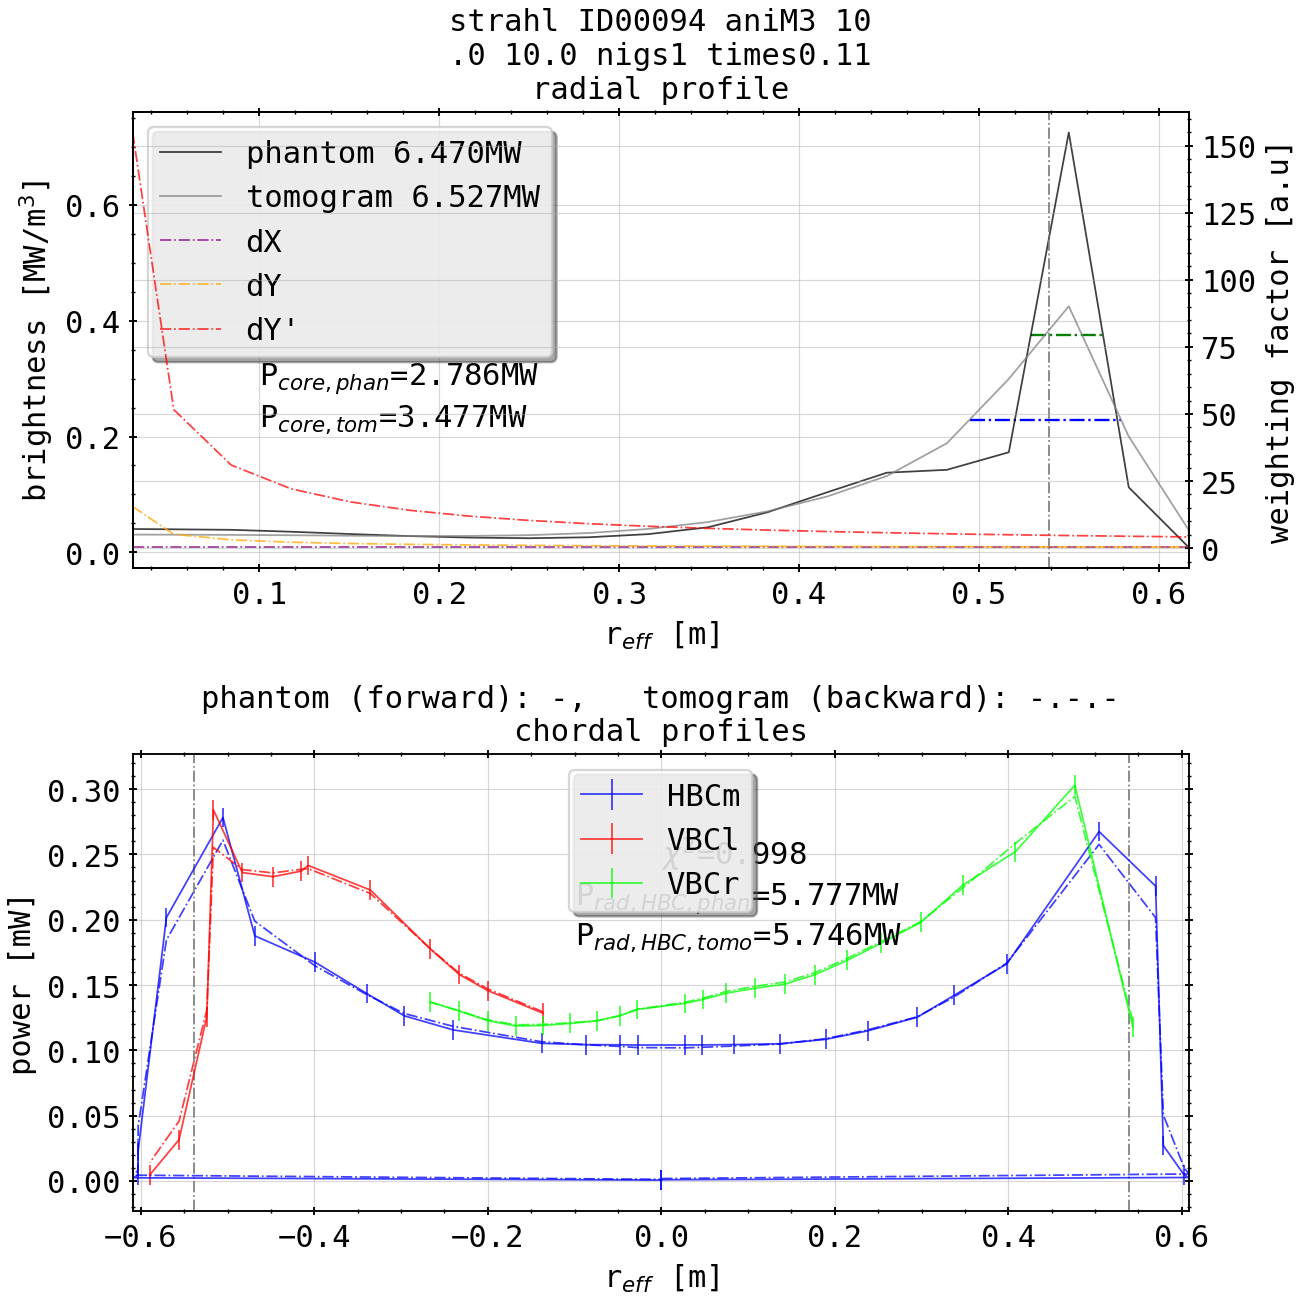 strahl ID00094 aniM3 10
.0 10.0 nigs1 times0.11
radial profile
brightness [MW/m³]
weighting factor [a.u]
phantom 6.470MW
tomogram 6.527MW
dX
dY
dY'
P_core,phan=2.786MW
P_core,tom=3.477MW
0.6
0.4
0.2
0.0
150
125
100
75
50
25
0
0.1 0.2 0.3 0.4 0.5 0.6
r_eff [m]
phantom (forward): -, tomogram (backward): -.-.-
chordal profiles
power [mW]
HBCm
VBCl
VBCr
=0.998
P_rad,HBC,phan=5.777MW
P_rad,HBC,tomo=5.746MW
0.30
0.25
0.20
0.15
0.10
0.05
0.00
−0.6 −0.4 −0.2 0.0 0.2 0.4 0.6
r_eff [m]